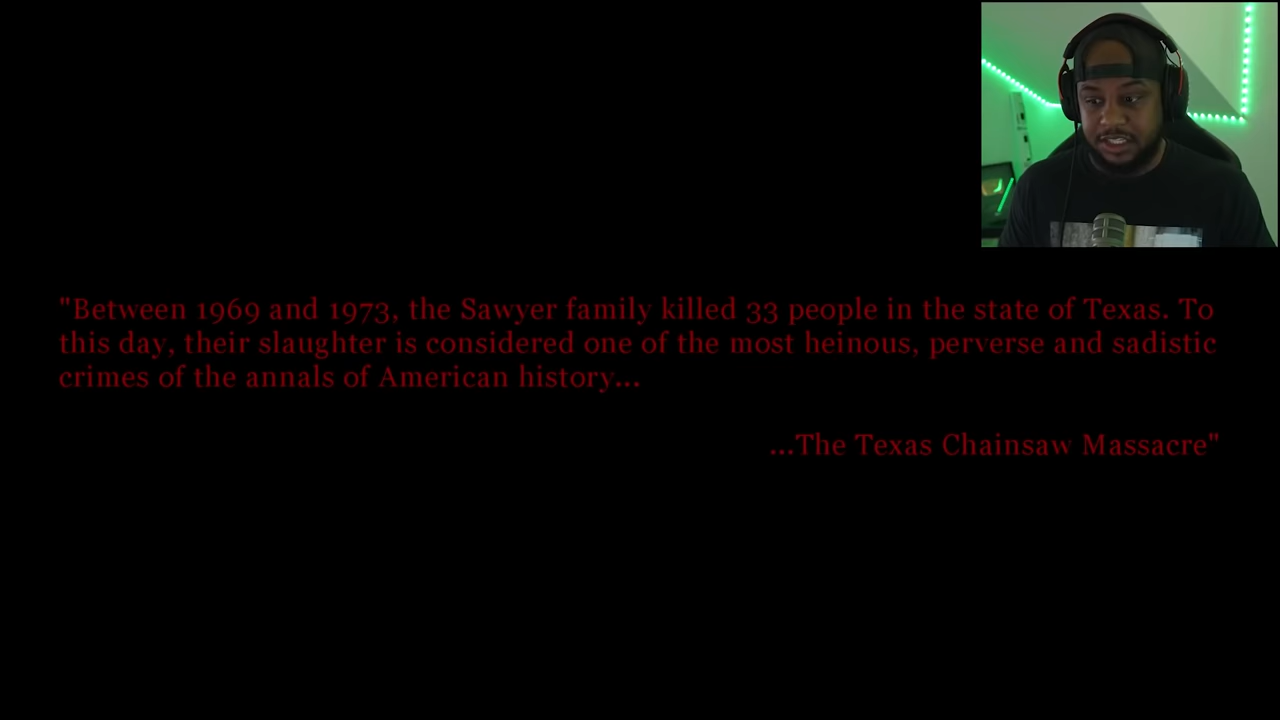 "Between 1969 and 1973, the Sawyer family killed 33 people in the state of Texas. To
this day, their slaughter is considered one of the most heinous, perverse and sadistic
crimes of the annals of American history...
...The Texas Chainsaw Massacre"